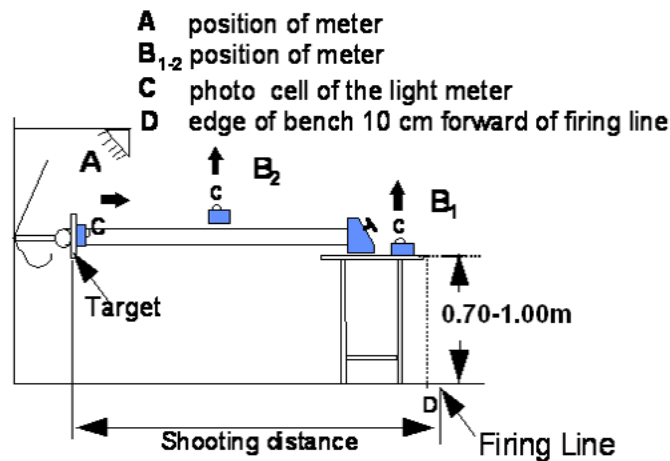 A position of meter
B1-2 position of meter
C photo cell of the light meter
D edge of bench 10 cm forward of firing line
A
B2
C
B1
C
C
A
Target
0.70-1.00m
D
Shooting distance
Firing Line